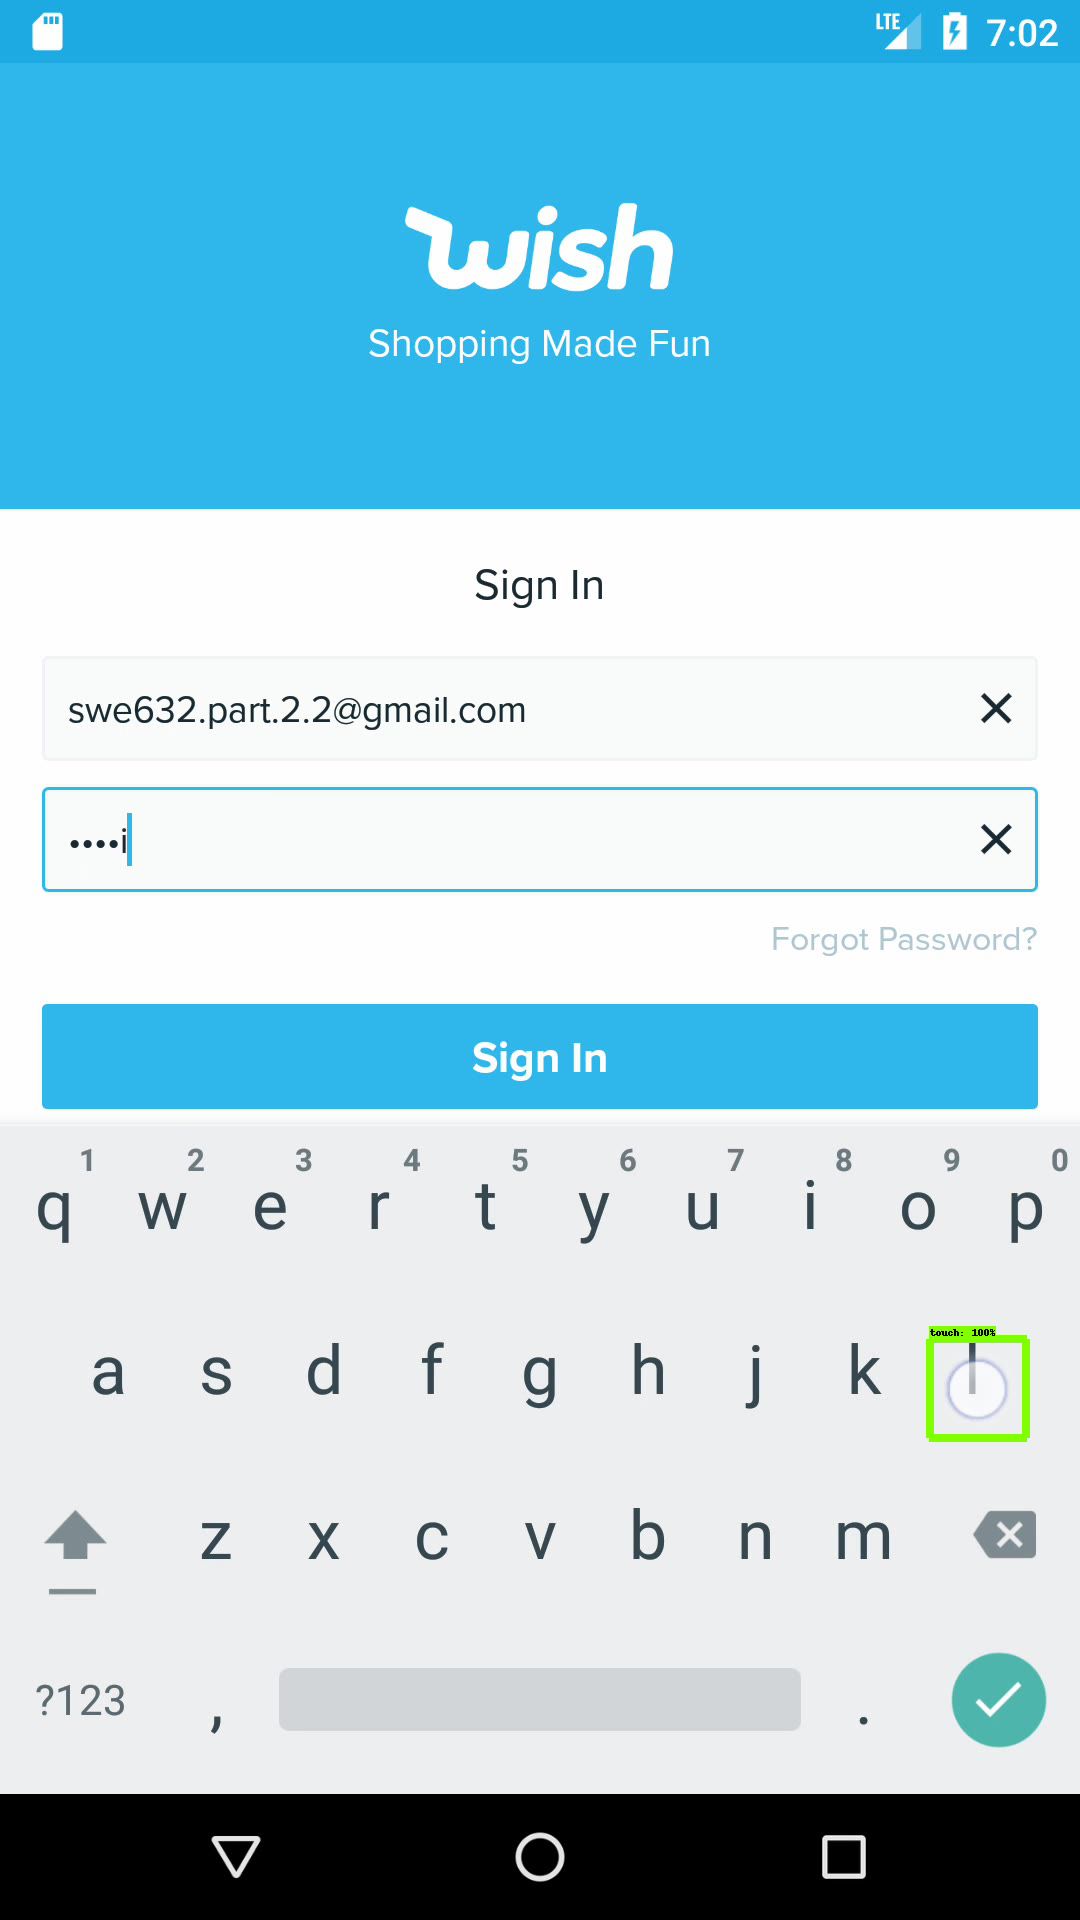 LTE 7:02
wish
Shopping Made Fun
Sign In
swe632.part.2.2@gmail.com
••••i
Forgot Password?
Sign In
1 2 3 4 5 6 7 8 9 0
q w e r t y u i o p
touch: 100%
a s d f g h j k l
z x c v b n m
?123 , .